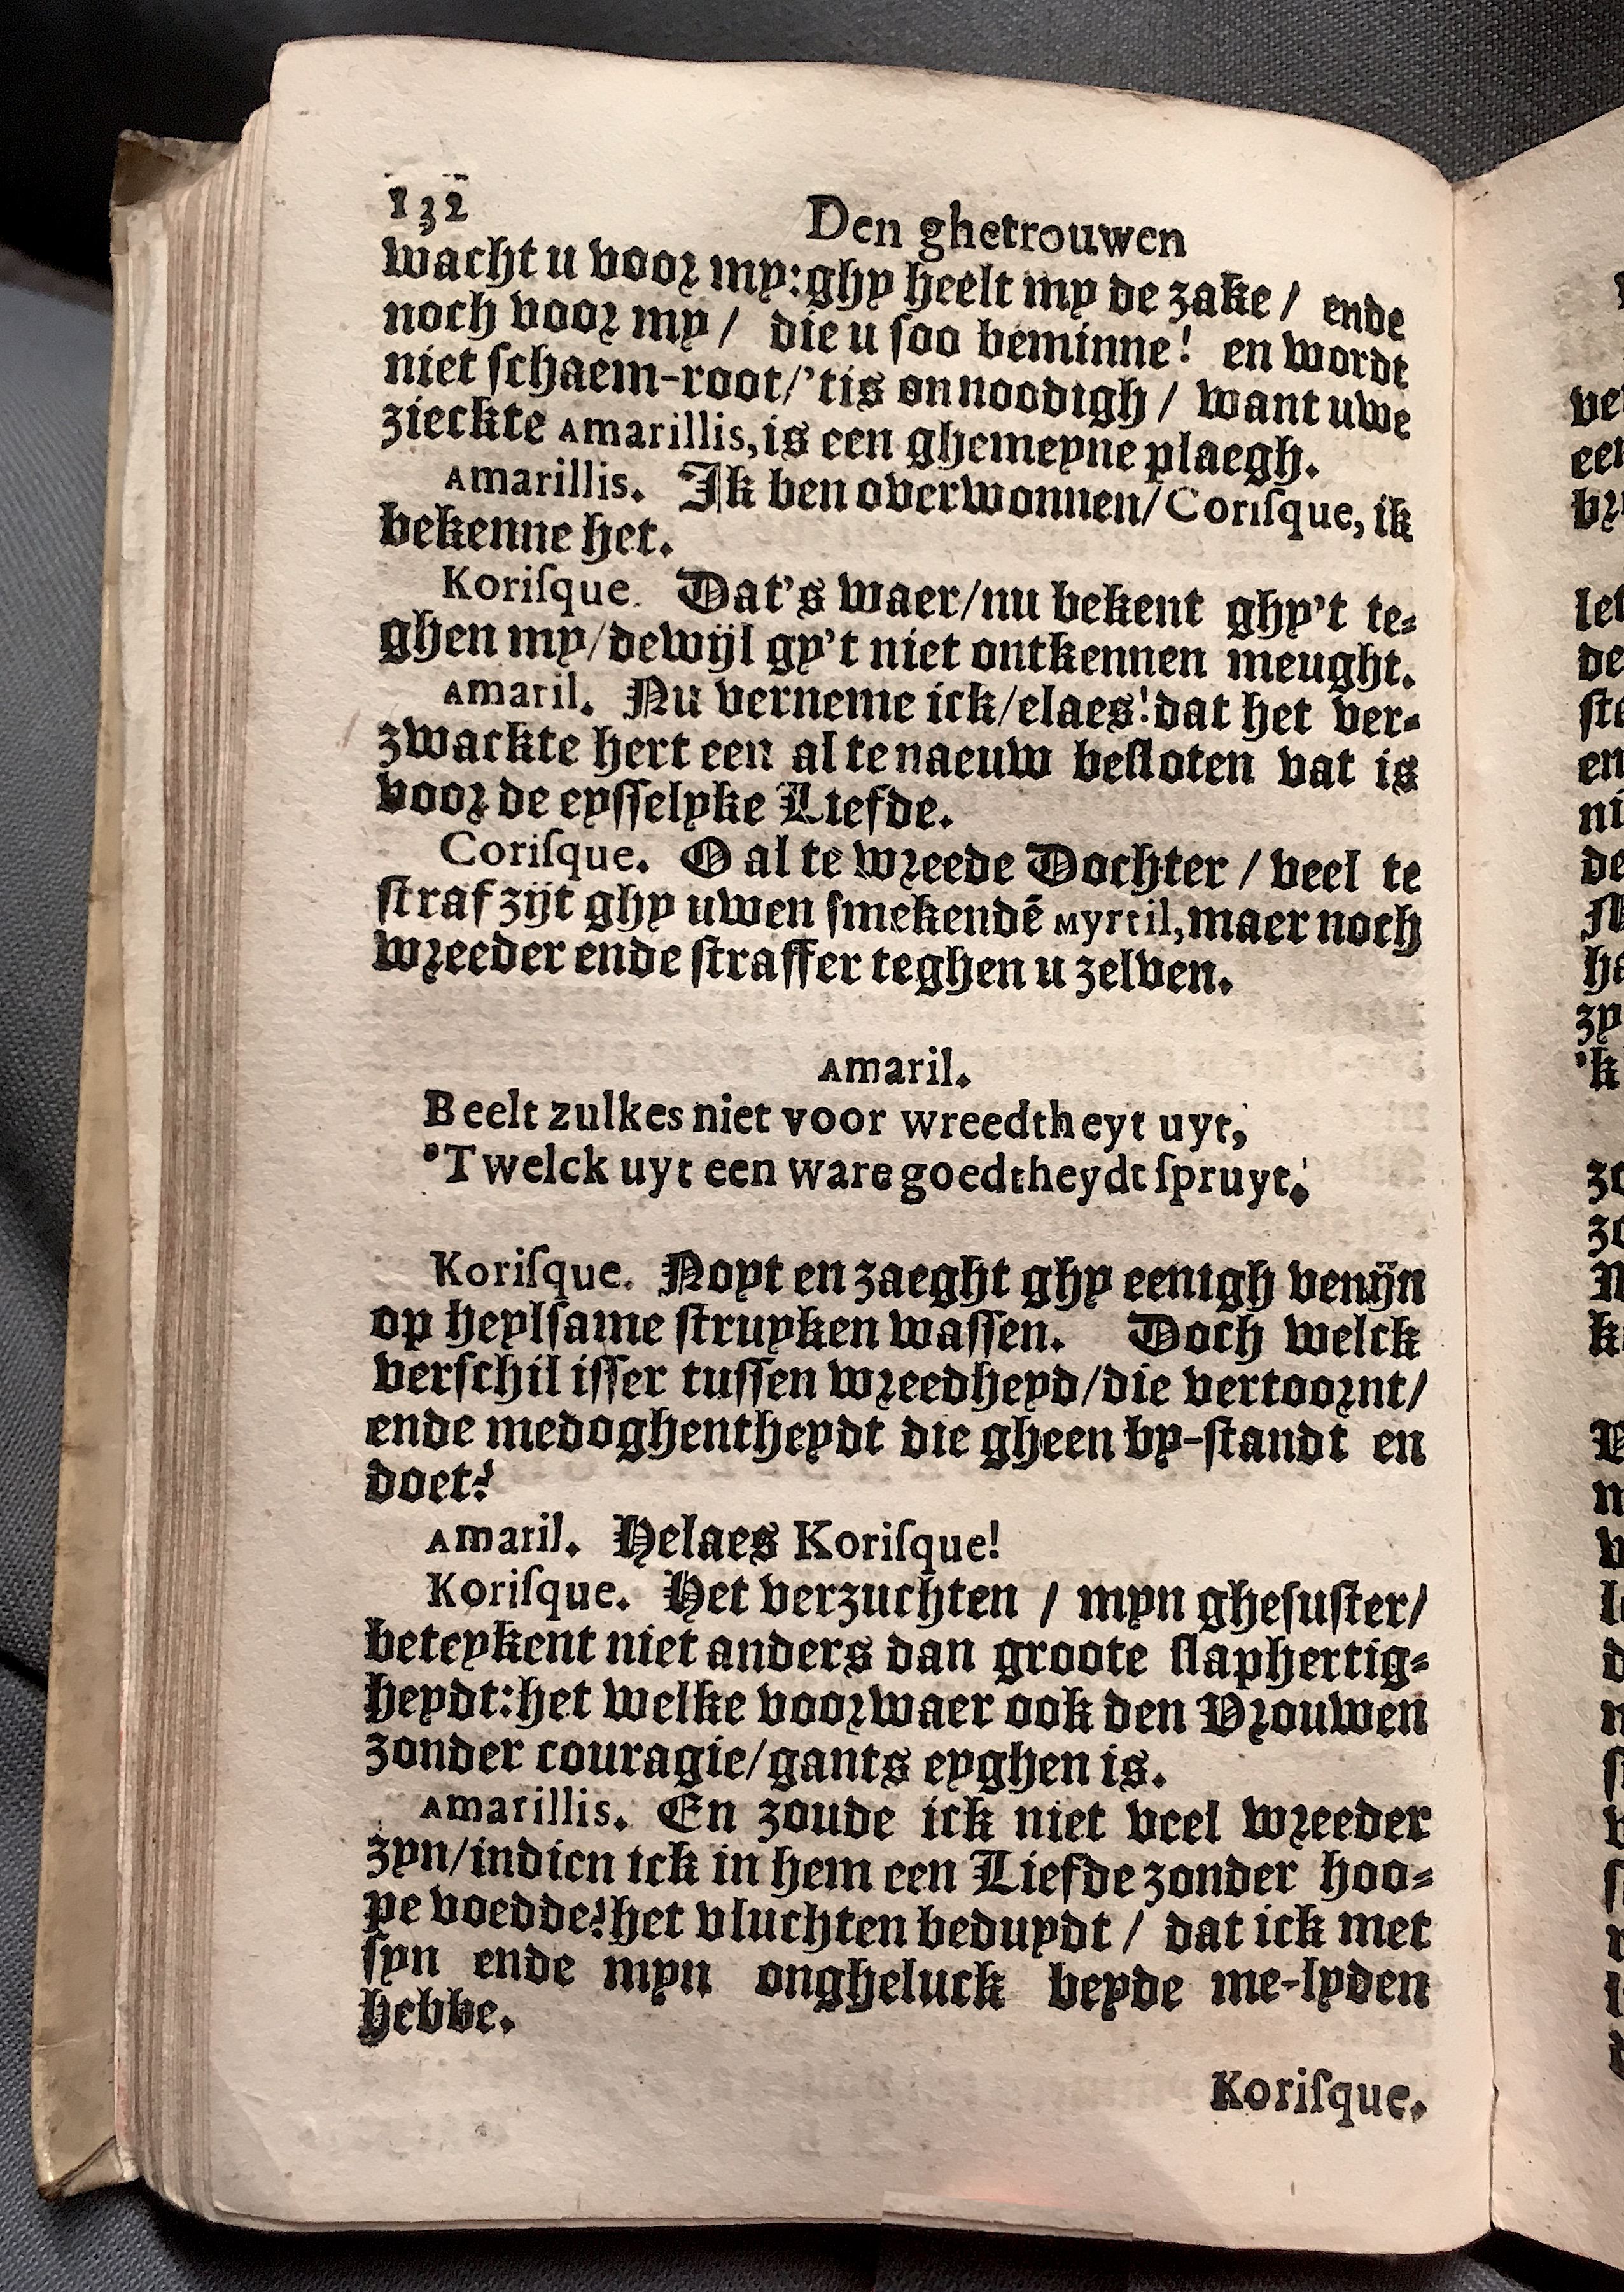 132 Den ghetrouwen
wacht u voor my: ghy heelt my de zake / ende
noch voor my / die u ſoo beminne! en wordt
niet ſchaem-root/'tis onnoodigh / want uwe
zieckte Amarillis, is een ghemeyne plaegh.
Amarillis. Ik ben overwonnen/Coriſque, ik
bekenne het.
Koriſque. Dat's waer/nu bekent ghy't te-
ghen my/dewijl gy't niet ontkennen meught.
Amaril. Nu verneme ick/elaes! dat het ver-
zwackte hert een al te naeuw beſloten vat is
voor de eyſſelyke Liefde.
Coriſque. O al te wreede Dochter / veel te
ſtraf zijt ghy uwen ſmekendē Myrtil, maer noch
wreeder ende ſtraffer teghen u zelven.
Amaril.
Beelt zulkes niet voor wreedtheyt uyt,
'Twelck uyt een ware goedtheydt ſpruyt.
Koriſque. Noyt en zaeght ghy eenigh venijn
op heylſame ſtruyken waſſen. Doch welck
verſchil iſſer tuſſen wreedheyd/die vertoornt/
ende medoghentheydt die gheen by-ſtandt en
doet?
Amaril. Helaes Koriſque!
Koriſque. Het verzuchten / myn gheſuſter/
beteykent niet anders dan groote ſlaphertig-
heydt: het welke voorwaer ook den Vrouwen
zonder couragie/gants eyghen is.
Amarillis. En zoude ick niet veel wreeder
zyn/indien ick in hem een Liefde zonder hoo-
pe voedde? het vluchten beduydt / dat ick met
ſyn ende myn ongheluck beyde me-lyden
hebbe.
Koriſque.